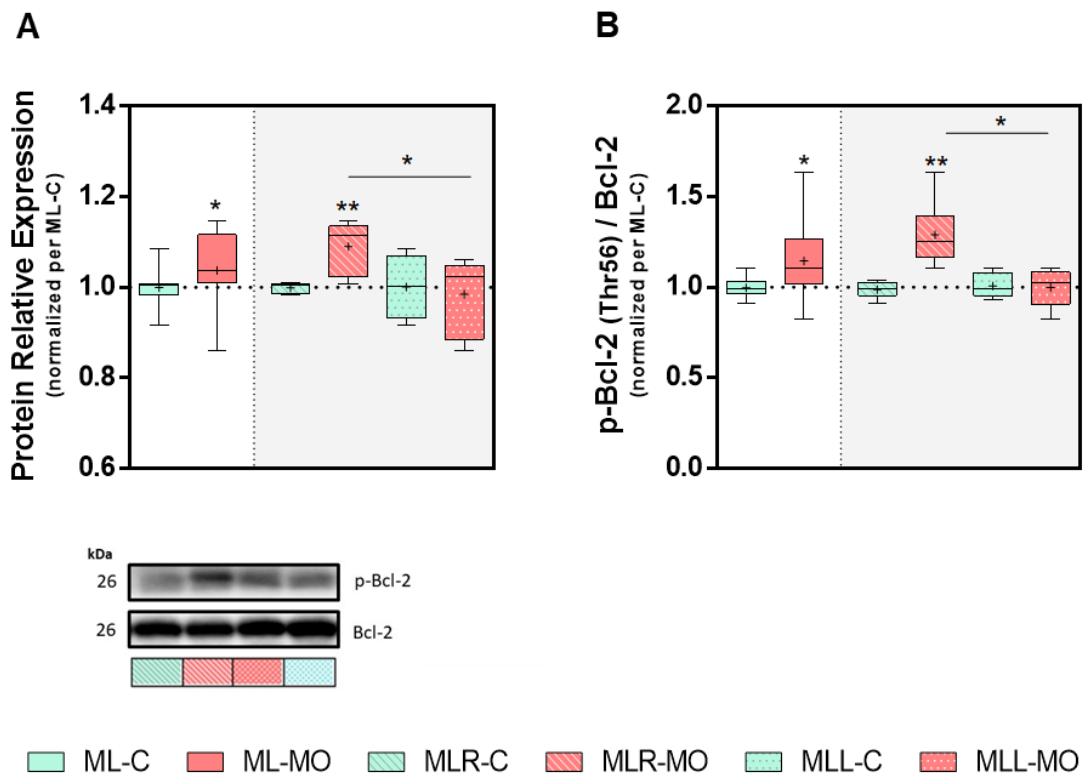 A
B
Protein Relative Expression
(normalized per ML-C)
1.4
1.2
1.0
0.8
0.6
*
**
*
p-Bcl-2 (Thr56) / Bcl-2
(normalized per ML-C)
2.0
1.5
1.0
0.5
0.0
*
**
*
kDa
26 p-Bcl-2
26 Bcl-2
ML-C ML-MO MLR-C MLR-MO MLL-C MLL-MO